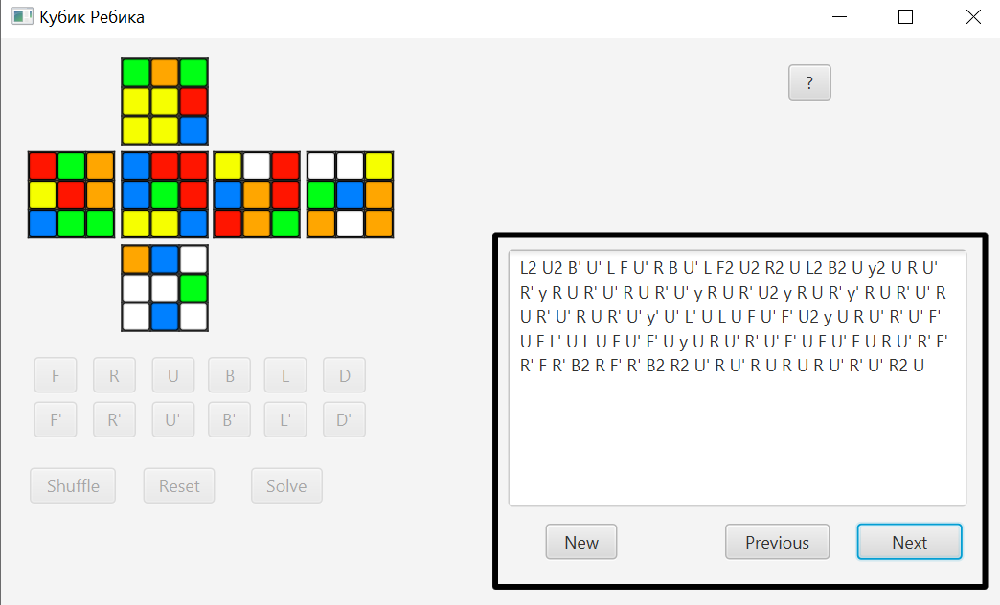 Кубик Ребика
?
L2 U2 B' U' L F U' R B U' L F2 U2 R2 U L2 B2 U y2 U R U'
R' y R U R' U' R U R' U' y R U R' U2 y R U R' y' R U R' U' R
U R' U' R U R' U' y' U' L' U L U F U' F' U2 y U R U' R' U' F'
U F L' U L U F U' F' U y U R U' R' U' F' U F U' F U R U' R' F'
R' F R' B2 R F' R' B2 R2 U' R U' R U R U R U' R' U' R2 U
F R U B L D
F' R' U' B' L' D'
Shuffle Reset Solve
New Previous Next